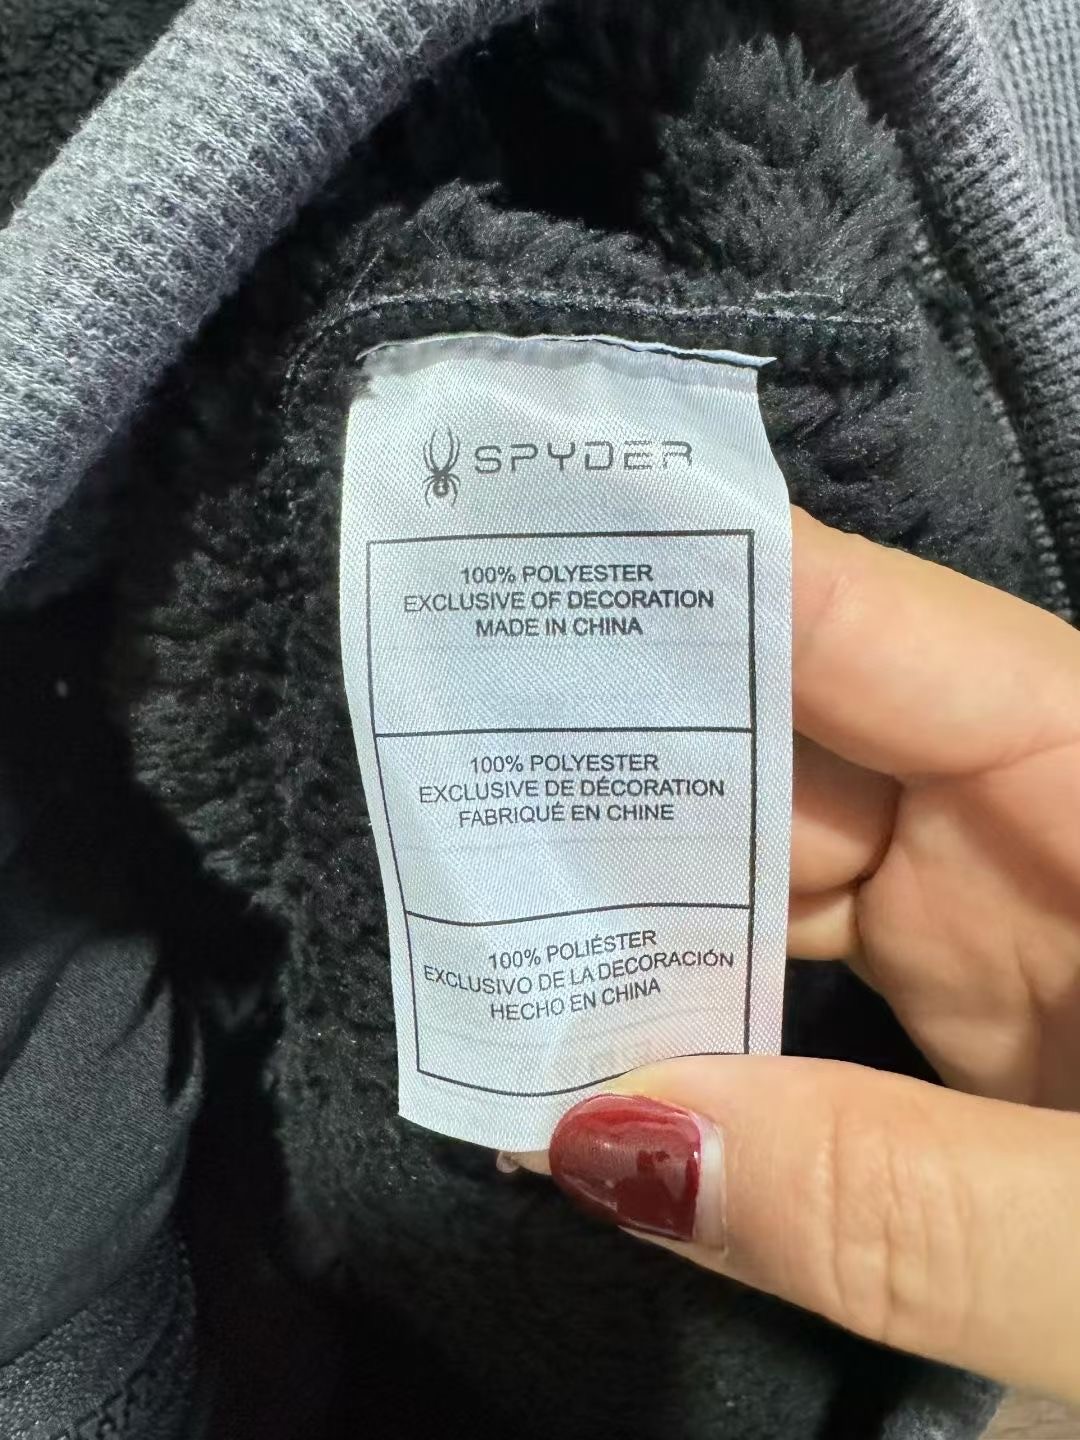 SPYDER
100% POLYESTER
EXCLUSIVE OF DECORATION
MADE IN CHINA
100% POLYESTER
EXCLUSIVE DE DÉCORATION
FABRIQUÉ EN CHINE
100% POLIÉSTER
EXCLUSIVO DE LA DECORACIÓN
HECHO EN CHINA